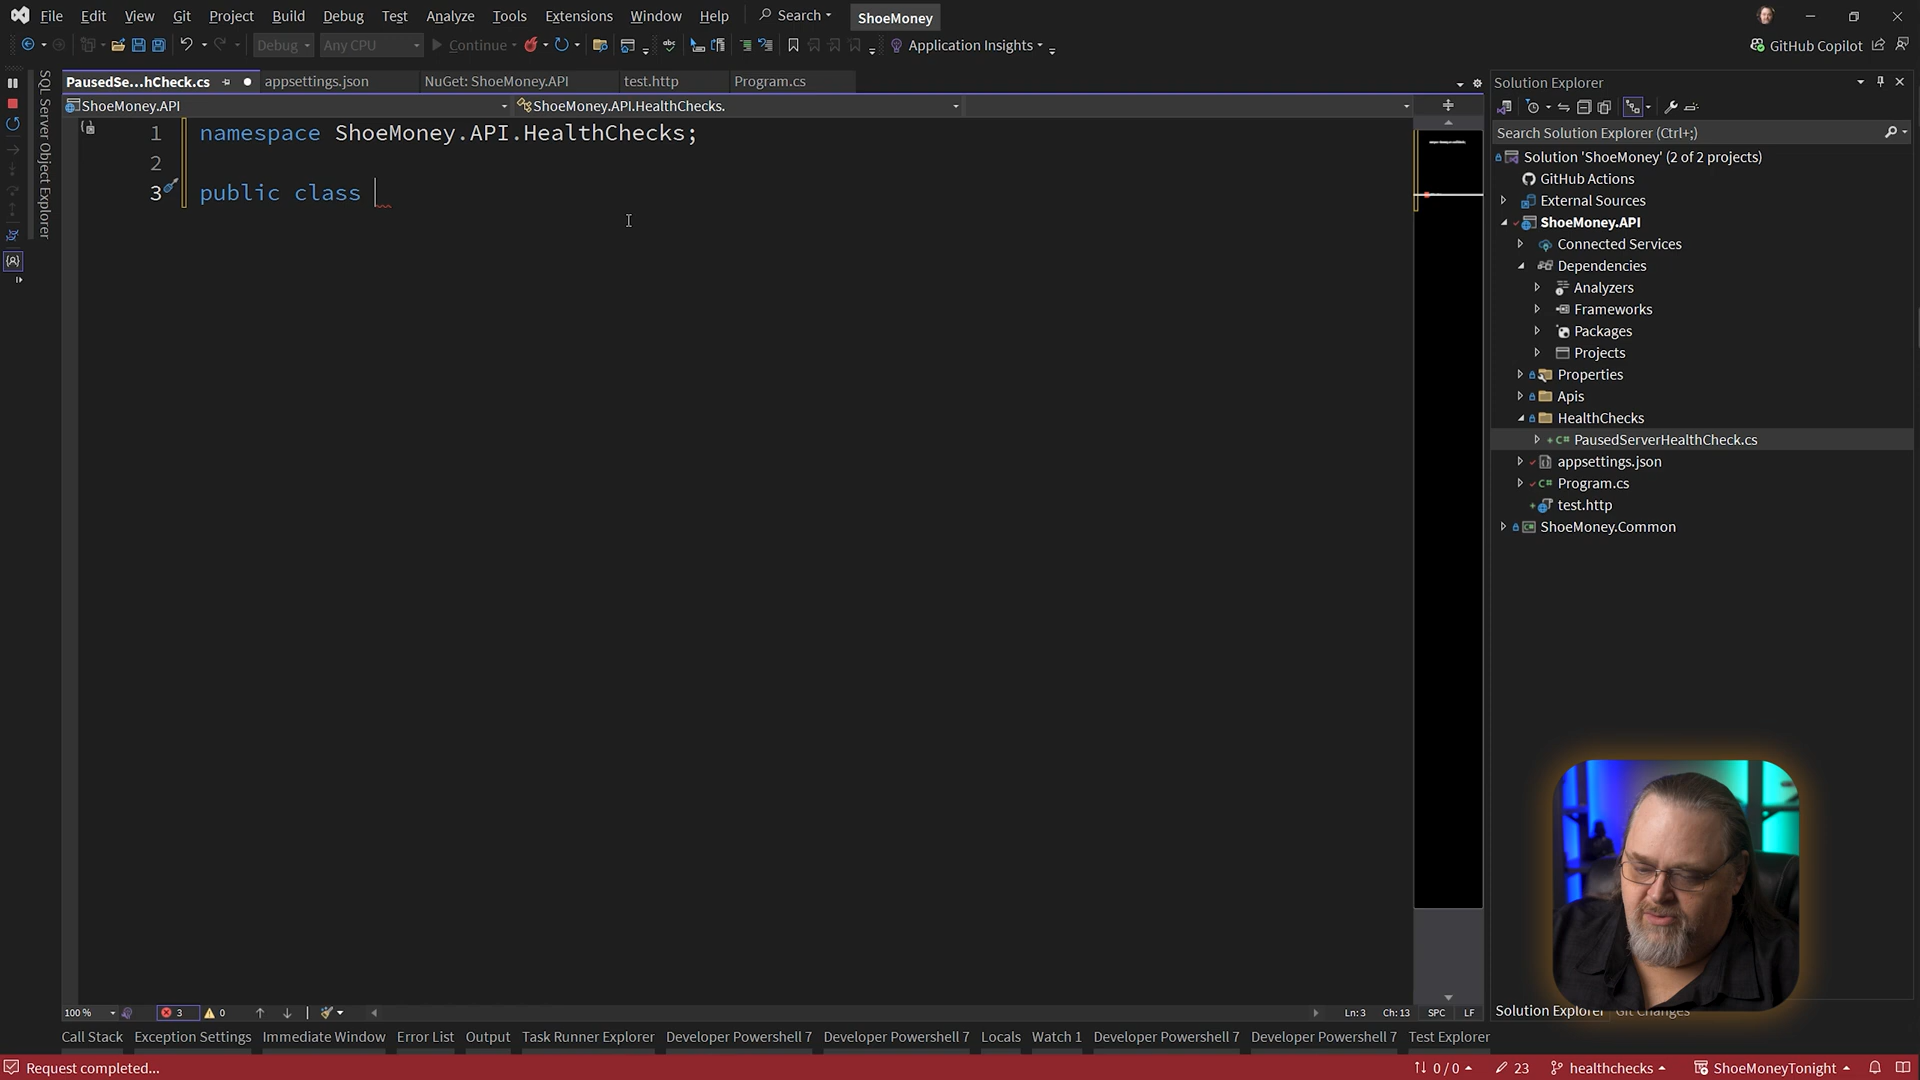 File Edit View Git Project Build Debug Test Analyze Tools Extensions Window Help Search ShoeMoney
Debug Any CPU Continue Application Insights GitHub Copilot
PausedSe...hCheck.cs appsettings.json NuGet: ShoeMoney.API test.http Program.cs
ShoeMoney.API ShoeMoney.API.HealthChecks.
SQL Server Object Explorer
1 namespace ShoeMoney.API.HealthChecks;
2
3 public class
Solution Explorer
Search Solution Explorer (Ctrl+;)
Solution 'ShoeMoney' (2 of 2 projects)
GitHub Actions
External Sources
ShoeMoney.API
Connected Services
Dependencies
Analyzers
Frameworks
Packages
Projects
Properties
Apis
HealthChecks
PausedServerHealthCheck.cs
appsettings.json
Program.cs
test.http
ShoeMoney.Common
Solution Explorer Git Changes
100 % 3 0 Ln:3 Ch:13 SPC LF
Call Stack Exception Settings Immediate Window Error List Output Task Runner Explorer Developer Powershell 7 Developer Powershell 7 Locals Watch 1 Developer Powershell 7 Developer Powershell 7 Test Explorer
Request completed... 0 / 0 23 healthchecks ShoeMoneyTonight